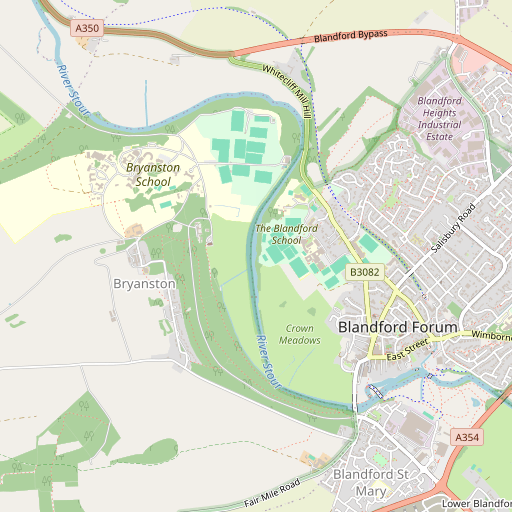 A350
Blandford Bypass
Whitecliff Mill Hill
River Stour
Blandford
Heights
Industrial
Estate
Bryanston
School
The Blandford
School
Salisbury Road
B3082
Bryanston
Crown
Meadows
Blandford Forum
Wimborne
East Street
River Stour
A354
Blandford St
Mary
Fair Mile Road
Lower Blandfor